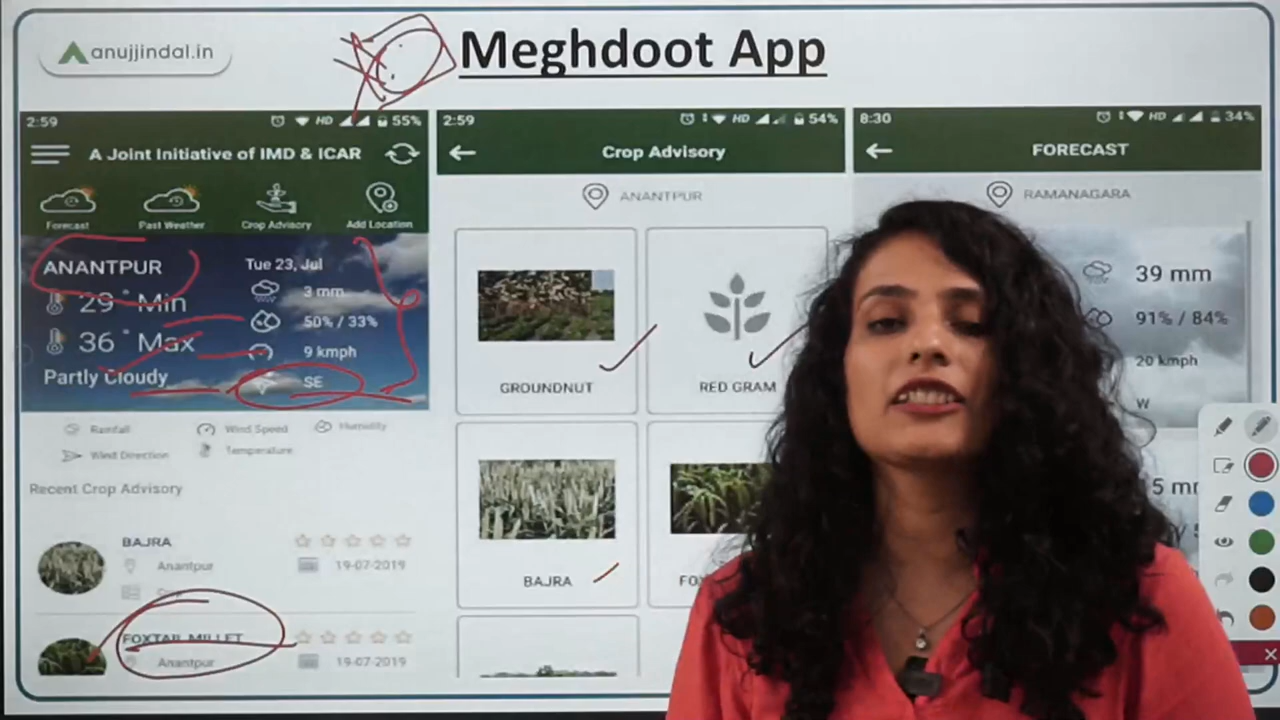 anujjindal.in
Meghdoot App
2:59
HD
55%
A Joint Initiative of IMD & ICAR
Forecast
Past Weather
Crop Advisory
Add Location
ANANTPUR
Tue 23, Jul
29 ° Min
3 mm
36 ° Max
50% / 33%
9 kmph
Partly Cloudy
SE
Rainfall
Wind Speed
Humidity
Wind Direction
Temperature
Recent Crop Advisory
BAJRA
Anantpur
19-07-2019
FOXTAIL MILLET
Anantpur
19-07-2019
2:59
HD
54%
Crop Advisory
ANANTPUR
GROUNDNUT
RED GRAM
BAJRA
8:30
HD
34%
FORECAST
RAMANAGARA
39 mm
91% / 84%
20 kmph
W